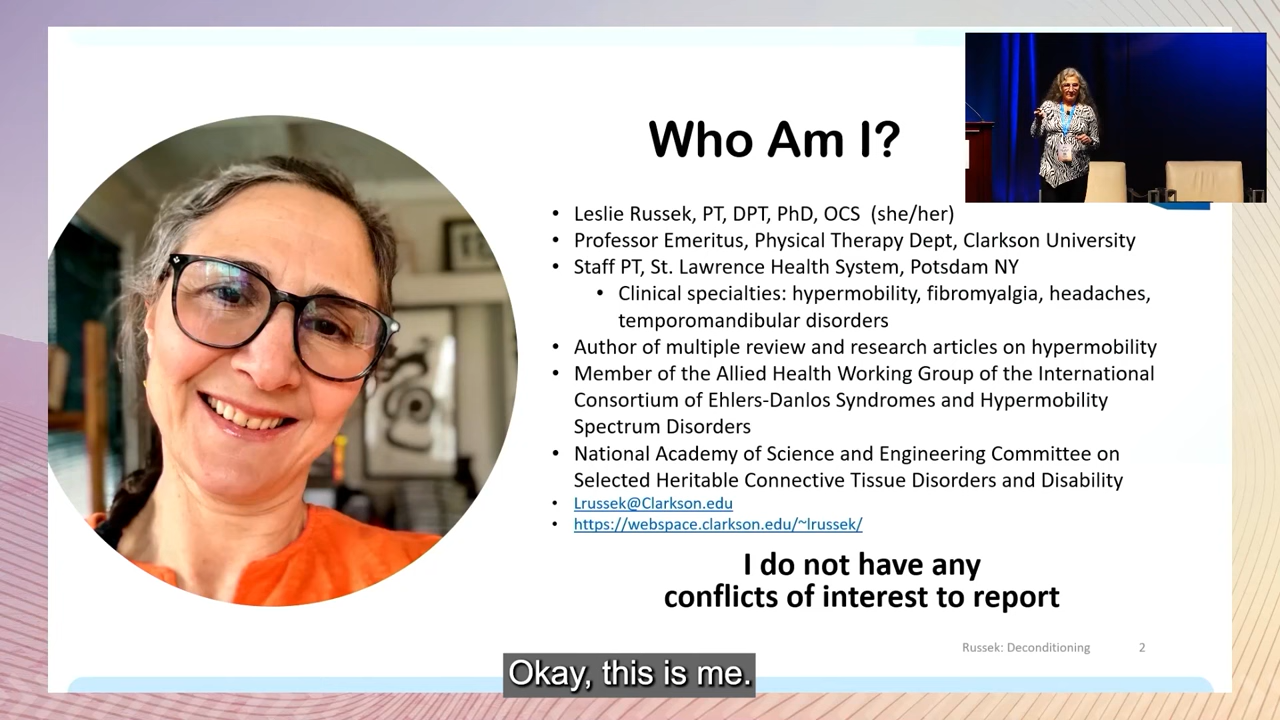 Who Am I?
• Leslie Russek, PT, DPT, PhD, OCS (she/her)
• Professor Emeritus, Physical Therapy Dept, Clarkson University
• Staff PT, St. Lawrence Health System, Potsdam NY
• Clinical specialties: hypermobility, fibromyalgia, headaches,
temporomandibular disorders
• Author of multiple review and research articles on hypermobility
• Member of the Allied Health Working Group of the International
Consortium of Ehlers-Danlos Syndromes and Hypermobility
Spectrum Disorders
• National Academy of Science and Engineering Committee on
Selected Heritable Connective Tissue Disorders and Disability
• Lrussek@Clarkson.edu
• https://webspace.clarkson.edu/~lrussek/
I do not have any
conflicts of interest to report
Russek: Deconditioning 2
Okay, this is me.